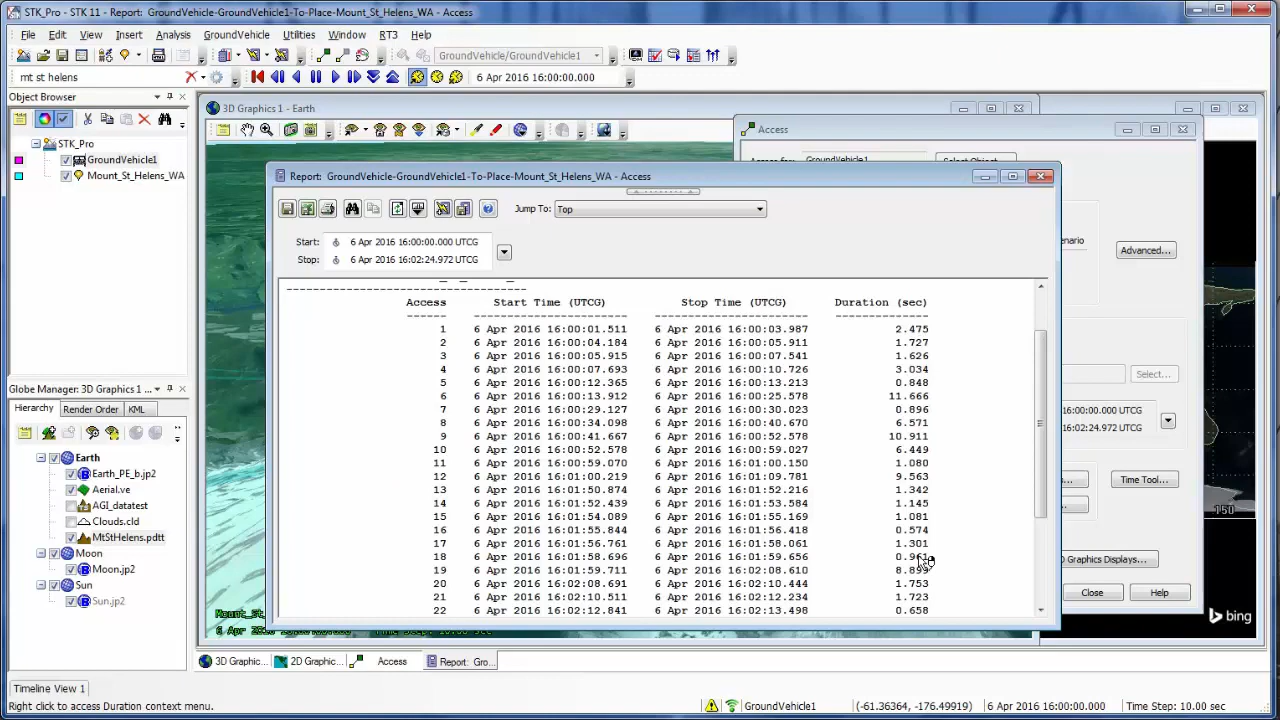 STK_Pro - STK 11 - Report: GroundVehicle-GroundVehicle1-To-Place-Mount_St_Helens_WA - Access
File Edit View Insert Analysis GroundVehicle Utilities Window RT3 Help
GroundVehicle/GroundVehicle1
mt st helens
6 Apr 2016 16:00:00.000
Object Browser
STK_Pro
GroundVehicle1
Mount_St_Helens_WA
3D Graphics 1 - Earth
Access
GroundVehicle1
Select Object...
Advanced...
Select...
16:00:00.000 UTCG
16:02:24.972 UTCG
Time Tool...
3D Graphics Displays...
Close
Help
150
bing
Report: GroundVehicle-GroundVehicle1-To-Place-Mount_St_Helens_WA - Access
Jump To: Top
Start: 6 Apr 2016 16:00:00.000 UTCG
Stop: 6 Apr 2016 16:02:24.972 UTCG
Access Start Time (UTCG) Stop Time (UTCG) Duration (sec)
1 6 Apr 2016 16:00:01.511 6 Apr 2016 16:00:03.987 2.475
2 6 Apr 2016 16:00:04.184 6 Apr 2016 16:00:05.911 1.727
3 6 Apr 2016 16:00:05.915 6 Apr 2016 16:00:07.541 1.626
4 6 Apr 2016 16:00:07.693 6 Apr 2016 16:00:10.726 3.034
5 6 Apr 2016 16:00:12.365 6 Apr 2016 16:00:13.213 0.848
6 6 Apr 2016 16:00:13.912 6 Apr 2016 16:00:25.578 11.666
7 6 Apr 2016 16:00:29.127 6 Apr 2016 16:00:30.023 0.896
8 6 Apr 2016 16:00:34.098 6 Apr 2016 16:00:40.670 6.571
9 6 Apr 2016 16:00:41.667 6 Apr 2016 16:00:52.578 10.911
10 6 Apr 2016 16:00:52.578 6 Apr 2016 16:00:59.027 6.449
11 6 Apr 2016 16:00:59.070 6 Apr 2016 16:01:00.150 1.080
12 6 Apr 2016 16:01:00.219 6 Apr 2016 16:01:09.781 9.563
13 6 Apr 2016 16:01:50.874 6 Apr 2016 16:01:52.216 1.342
14 6 Apr 2016 16:01:52.439 6 Apr 2016 16:01:53.584 1.145
15 6 Apr 2016 16:01:54.089 6 Apr 2016 16:01:55.169 1.081
16 6 Apr 2016 16:01:55.844 6 Apr 2016 16:01:56.418 0.574
17 6 Apr 2016 16:01:56.761 6 Apr 2016 16:01:58.061 1.301
18 6 Apr 2016 16:01:58.696 6 Apr 2016 16:01:59.656 0.961
19 6 Apr 2016 16:01:59.711 6 Apr 2016 16:02:08.610 8.899
20 6 Apr 2016 16:02:08.691 6 Apr 2016 16:02:10.444 1.753
21 6 Apr 2016 16:02:10.511 6 Apr 2016 16:02:12.234 1.723
22 6 Apr 2016 16:02:12.841 6 Apr 2016 16:02:13.498 0.658
Globe Manager: 3D Graphics 1 ...
Hierarchy Render Order KML
Earth
Earth_PE_b.jp2
Aerial.ve
AGI_datatest
Clouds.cld
MtStHelens.pdtt
Moon
Moon.jp2
Sun
Sun.jp2
3D Graphic... 2D Graphic... Access Report: Gro...
Timeline View 1
Right click to access Duration context menu.
GroundVehicle1 (-61.36364, -176.49919) 6 Apr 2016 16:00:00.000 Time Step: 10.00 sec